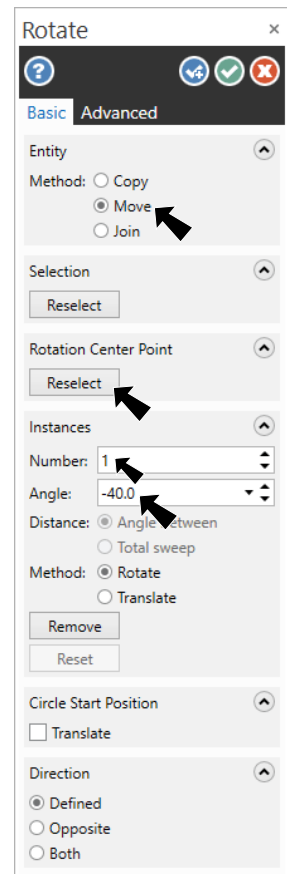 Rotate
Basic Advanced
Entity
Method: Copy
Move
Join
Selection
Reselect
Rotation Center Point
Reselect
Instances
Number: 1
Angle: -40.0
Distance: Angle between
Total sweep
Method: Rotate
Translate
Remove
Reset
Circle Start Position
Translate
Direction
Defined
Opposite
Both